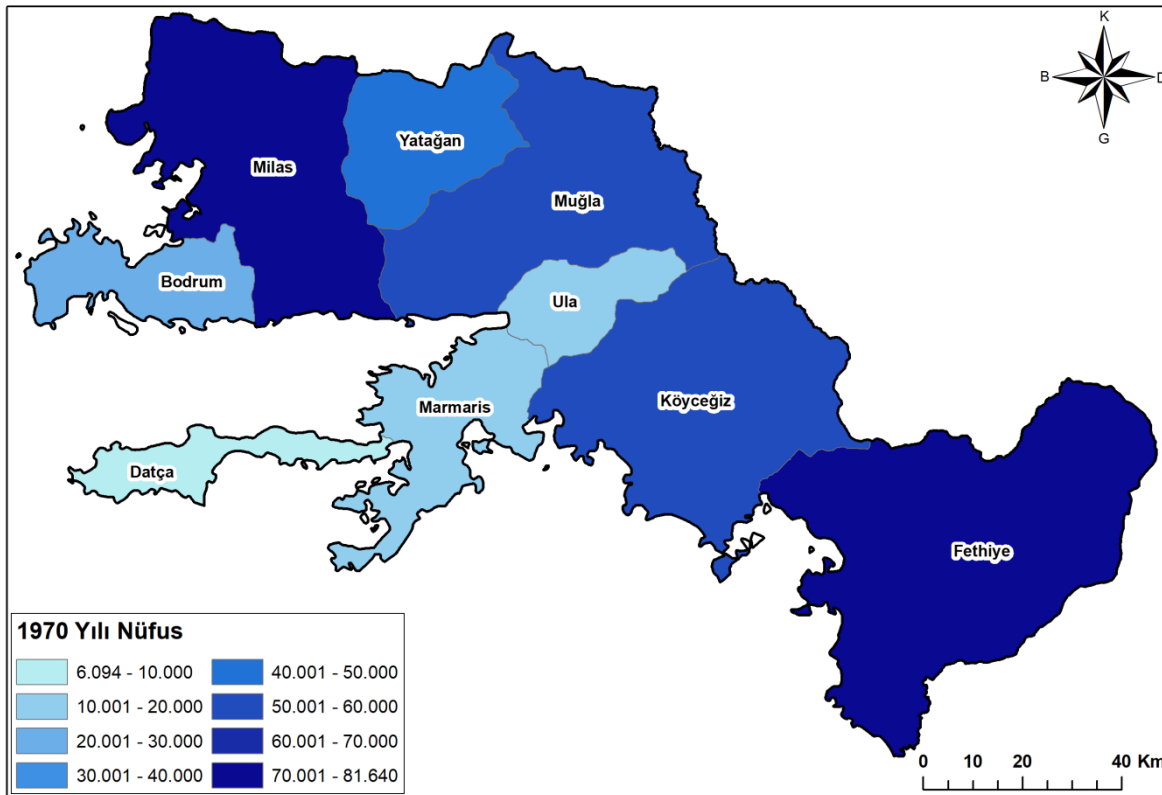 K
B
D
G
Yatağan
Milas
Muğla
Bodrum
Ula
Marmaris
Köyceğiz
Datça
Fethiye
1970 Yılı Nüfus
6.094 - 10.000
10.001 - 20.000
20.001 - 30.000
30.001 - 40.000
40.001 - 50.000
50.001 - 60.000
60.001 - 70.000
70.001 - 81.640
0 10 20 40 Km